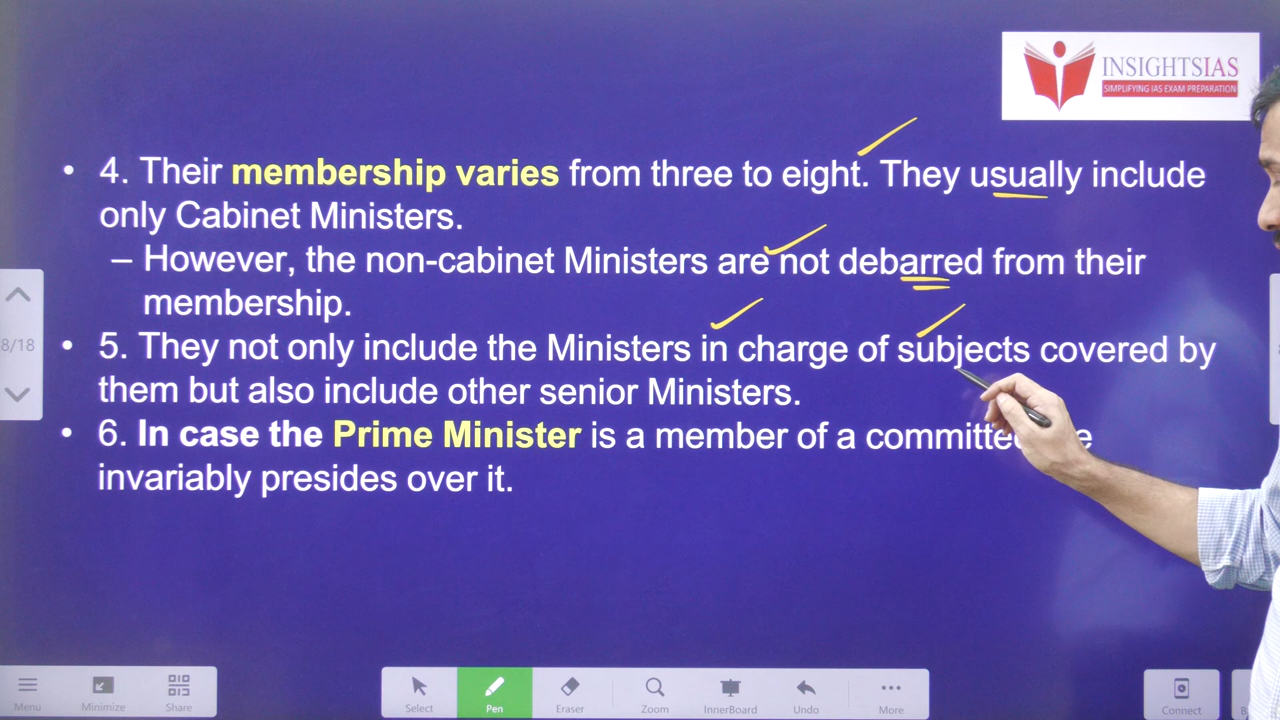 INSIGHTSIAS
SIMPLIFYING IAS EXAM PREPARATION
• 4. Their membership varies from three to eight. They usually include
only Cabinet Ministers.
– However, the non-cabinet Ministers are not debarred from their
membership.
• 5. They not only include the Ministers in charge of subjects covered by
them but also include other senior Ministers.
• 6. In case the Prime Minister is a member of a
invariably presides over it.
8/18
Menu
Minimize
Share
Select
Pen
Eraser
Zoom
InnerBoard
Undo
More
Connect